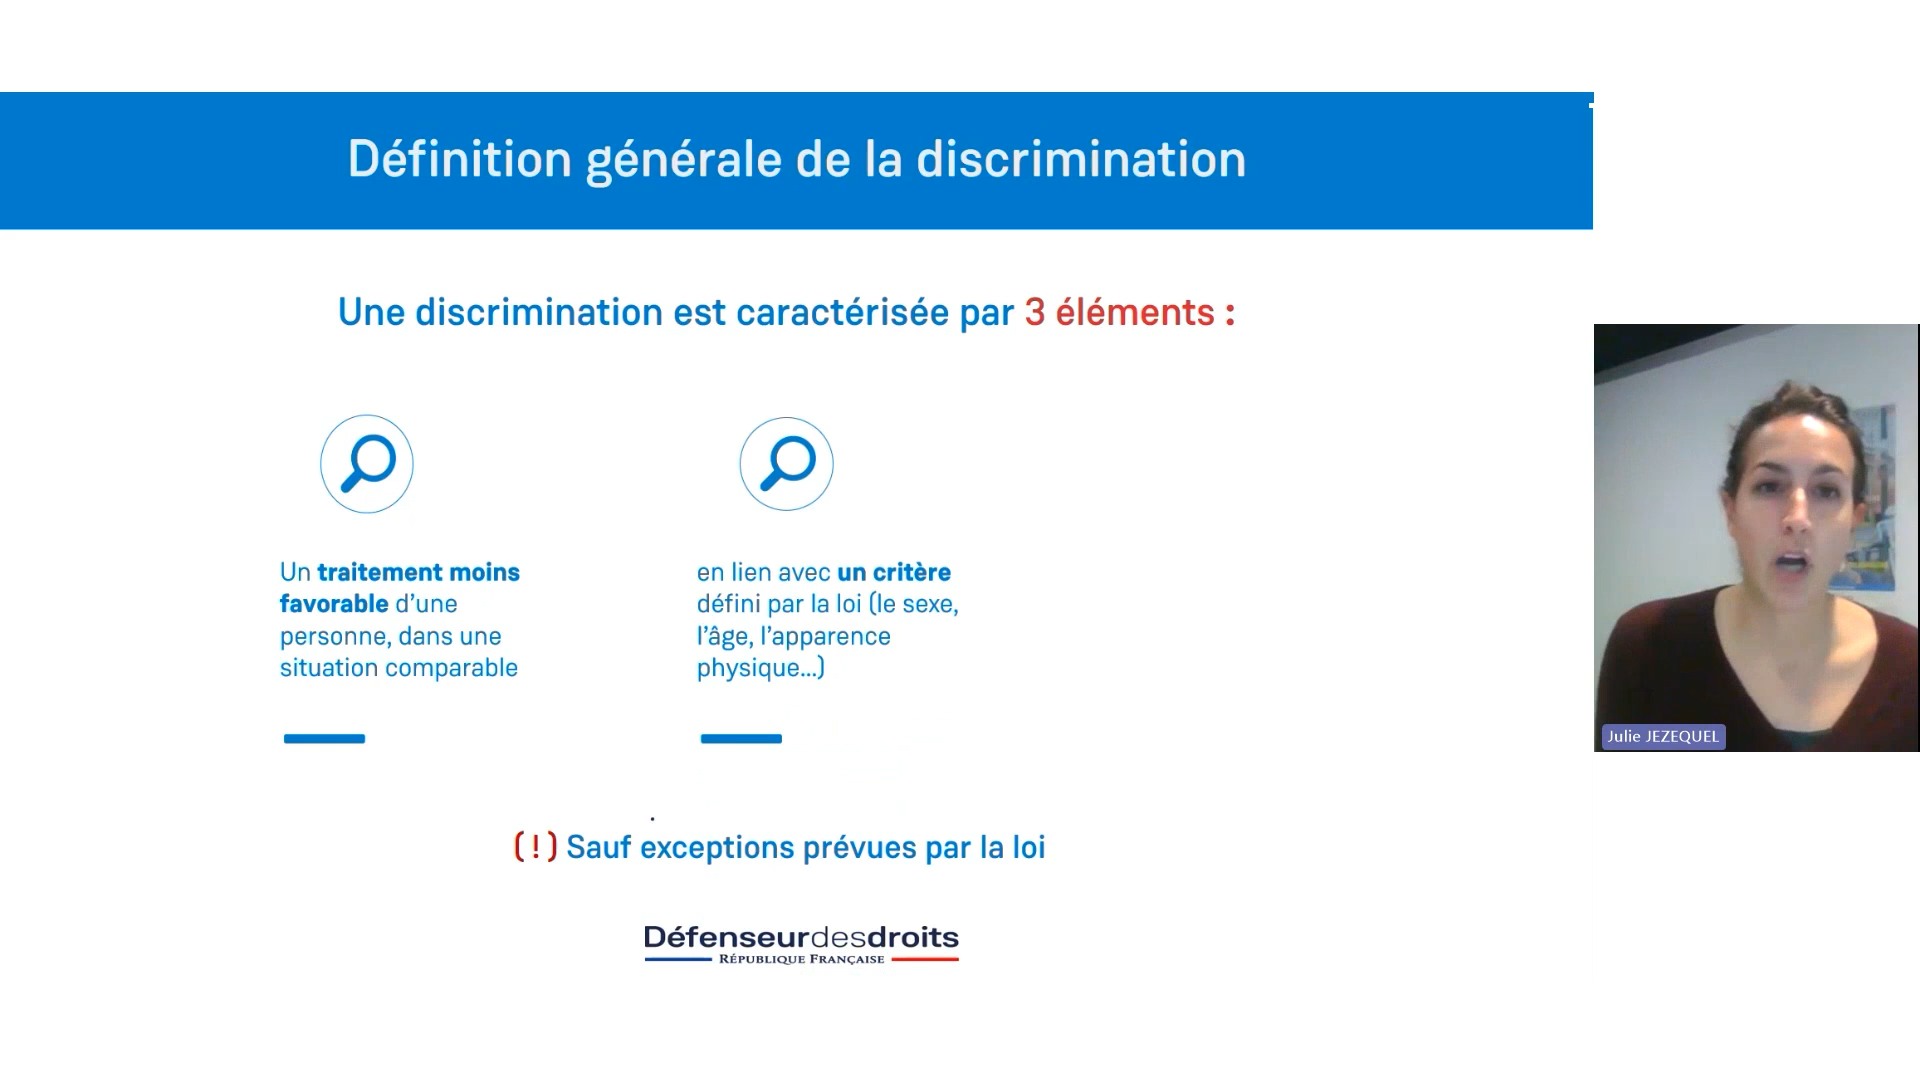 Définition générale de la discrimination
Une discrimination est caractérisée par 3 éléments :
Un traitement moins
favorable d’une
personne, dans une
situation comparable
en lien avec un critère
défini par la loi (le sexe,
l’âge, l’apparence
physique...)
(!) Sauf exceptions prévues par la loi
Défenseurdesdroits
RÉPUBLIQUE FRANÇAISE
Julie JEZEQUEL